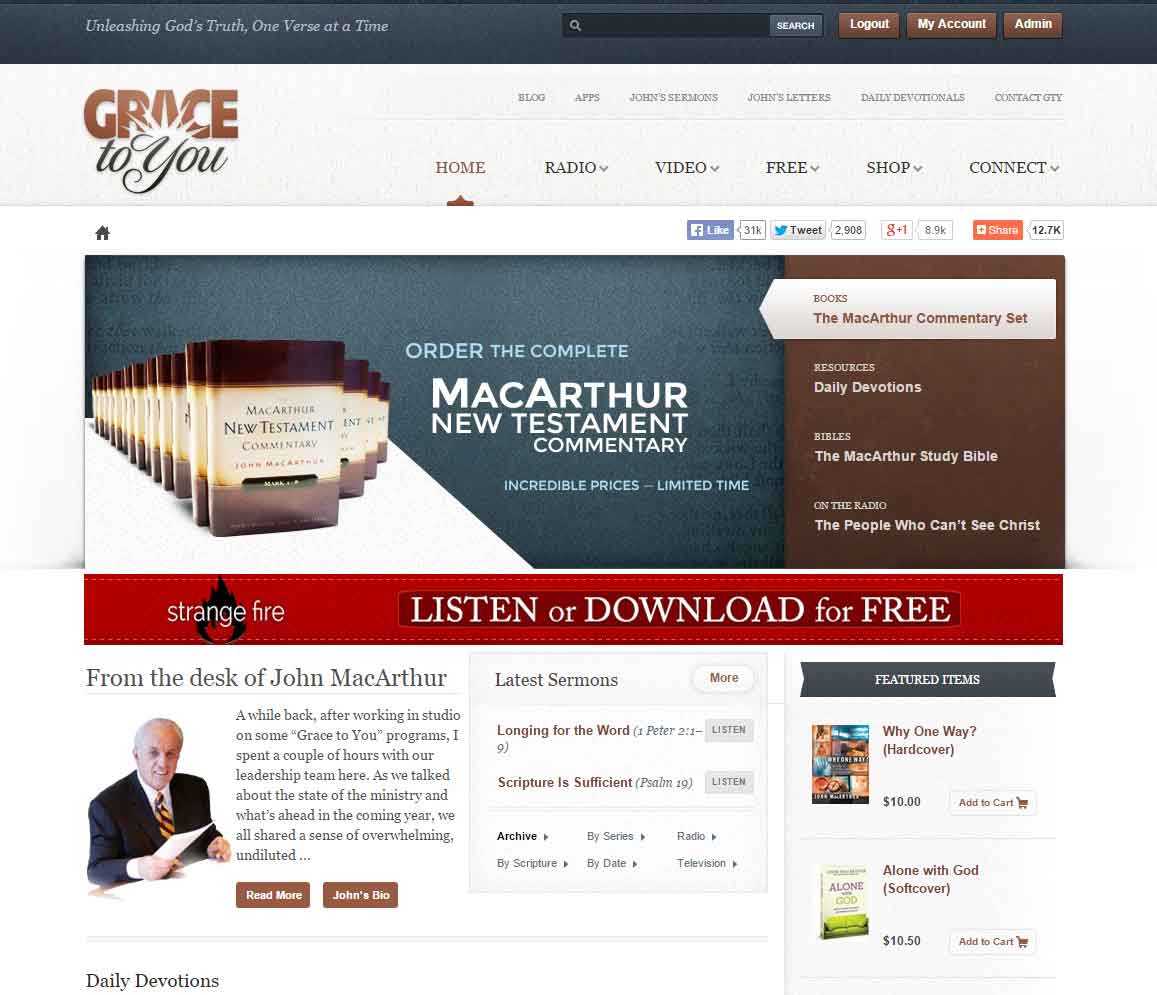 Unleashing God's Truth, One Verse at a Time
SEARCH
Logout
My Account
Admin
GRACE
to You
BLOG
APPS
JOHN'S SERMONS
JOHN'S LETTERS
DAILY DEVOTIONALS
CONTACT GTY
HOME
RADIO
VIDEO
FREE
SHOP
CONNECT
Like
31k
Tweet
2,908
g+1
8.9k
Share
12.7K
ORDER THE COMPLETE
MACARTHUR
NEW TESTAMENT
COMMENTARY
INCREDIBLE PRICES – LIMITED TIME
MACARTHUR
NEW TESTAMENT
COMMENTARY
JOHN MACARTHUR
BOOKS
The MacArthur Commentary Set
RESOURCES
Daily Devotions
BIBLES
The MacArthur Study Bible
ON THE RADIO
The People Who Can't See Christ
strange fire
LISTEN or DOWNLOAD for FREE
From the desk of John MacArthur
A while back, after working in studio
on some “Grace to You” programs, I
spent a couple of hours with our
leadership team here. As we talked
about the state of the ministry and
what's ahead in the coming year, we
all shared a sense of overwhelming,
undiluted ...
Read More
John's Bio
Latest Sermons
More
Longing for the Word (1 Peter 2:1–
9)
LISTEN
Scripture Is Sufficient (Psalm 19)
LISTEN
Archive
By Series
Radio
By Scripture
By Date
Television
FEATURED ITEMS
WHY ONE WAY?
JOHN MACARTHUR
Why One Way?
(Hardcover)
$10.00
Add to Cart
ALONE
with
GOD
Alone with God
(Softcover)
$10.50
Add to Cart
Daily Devotions